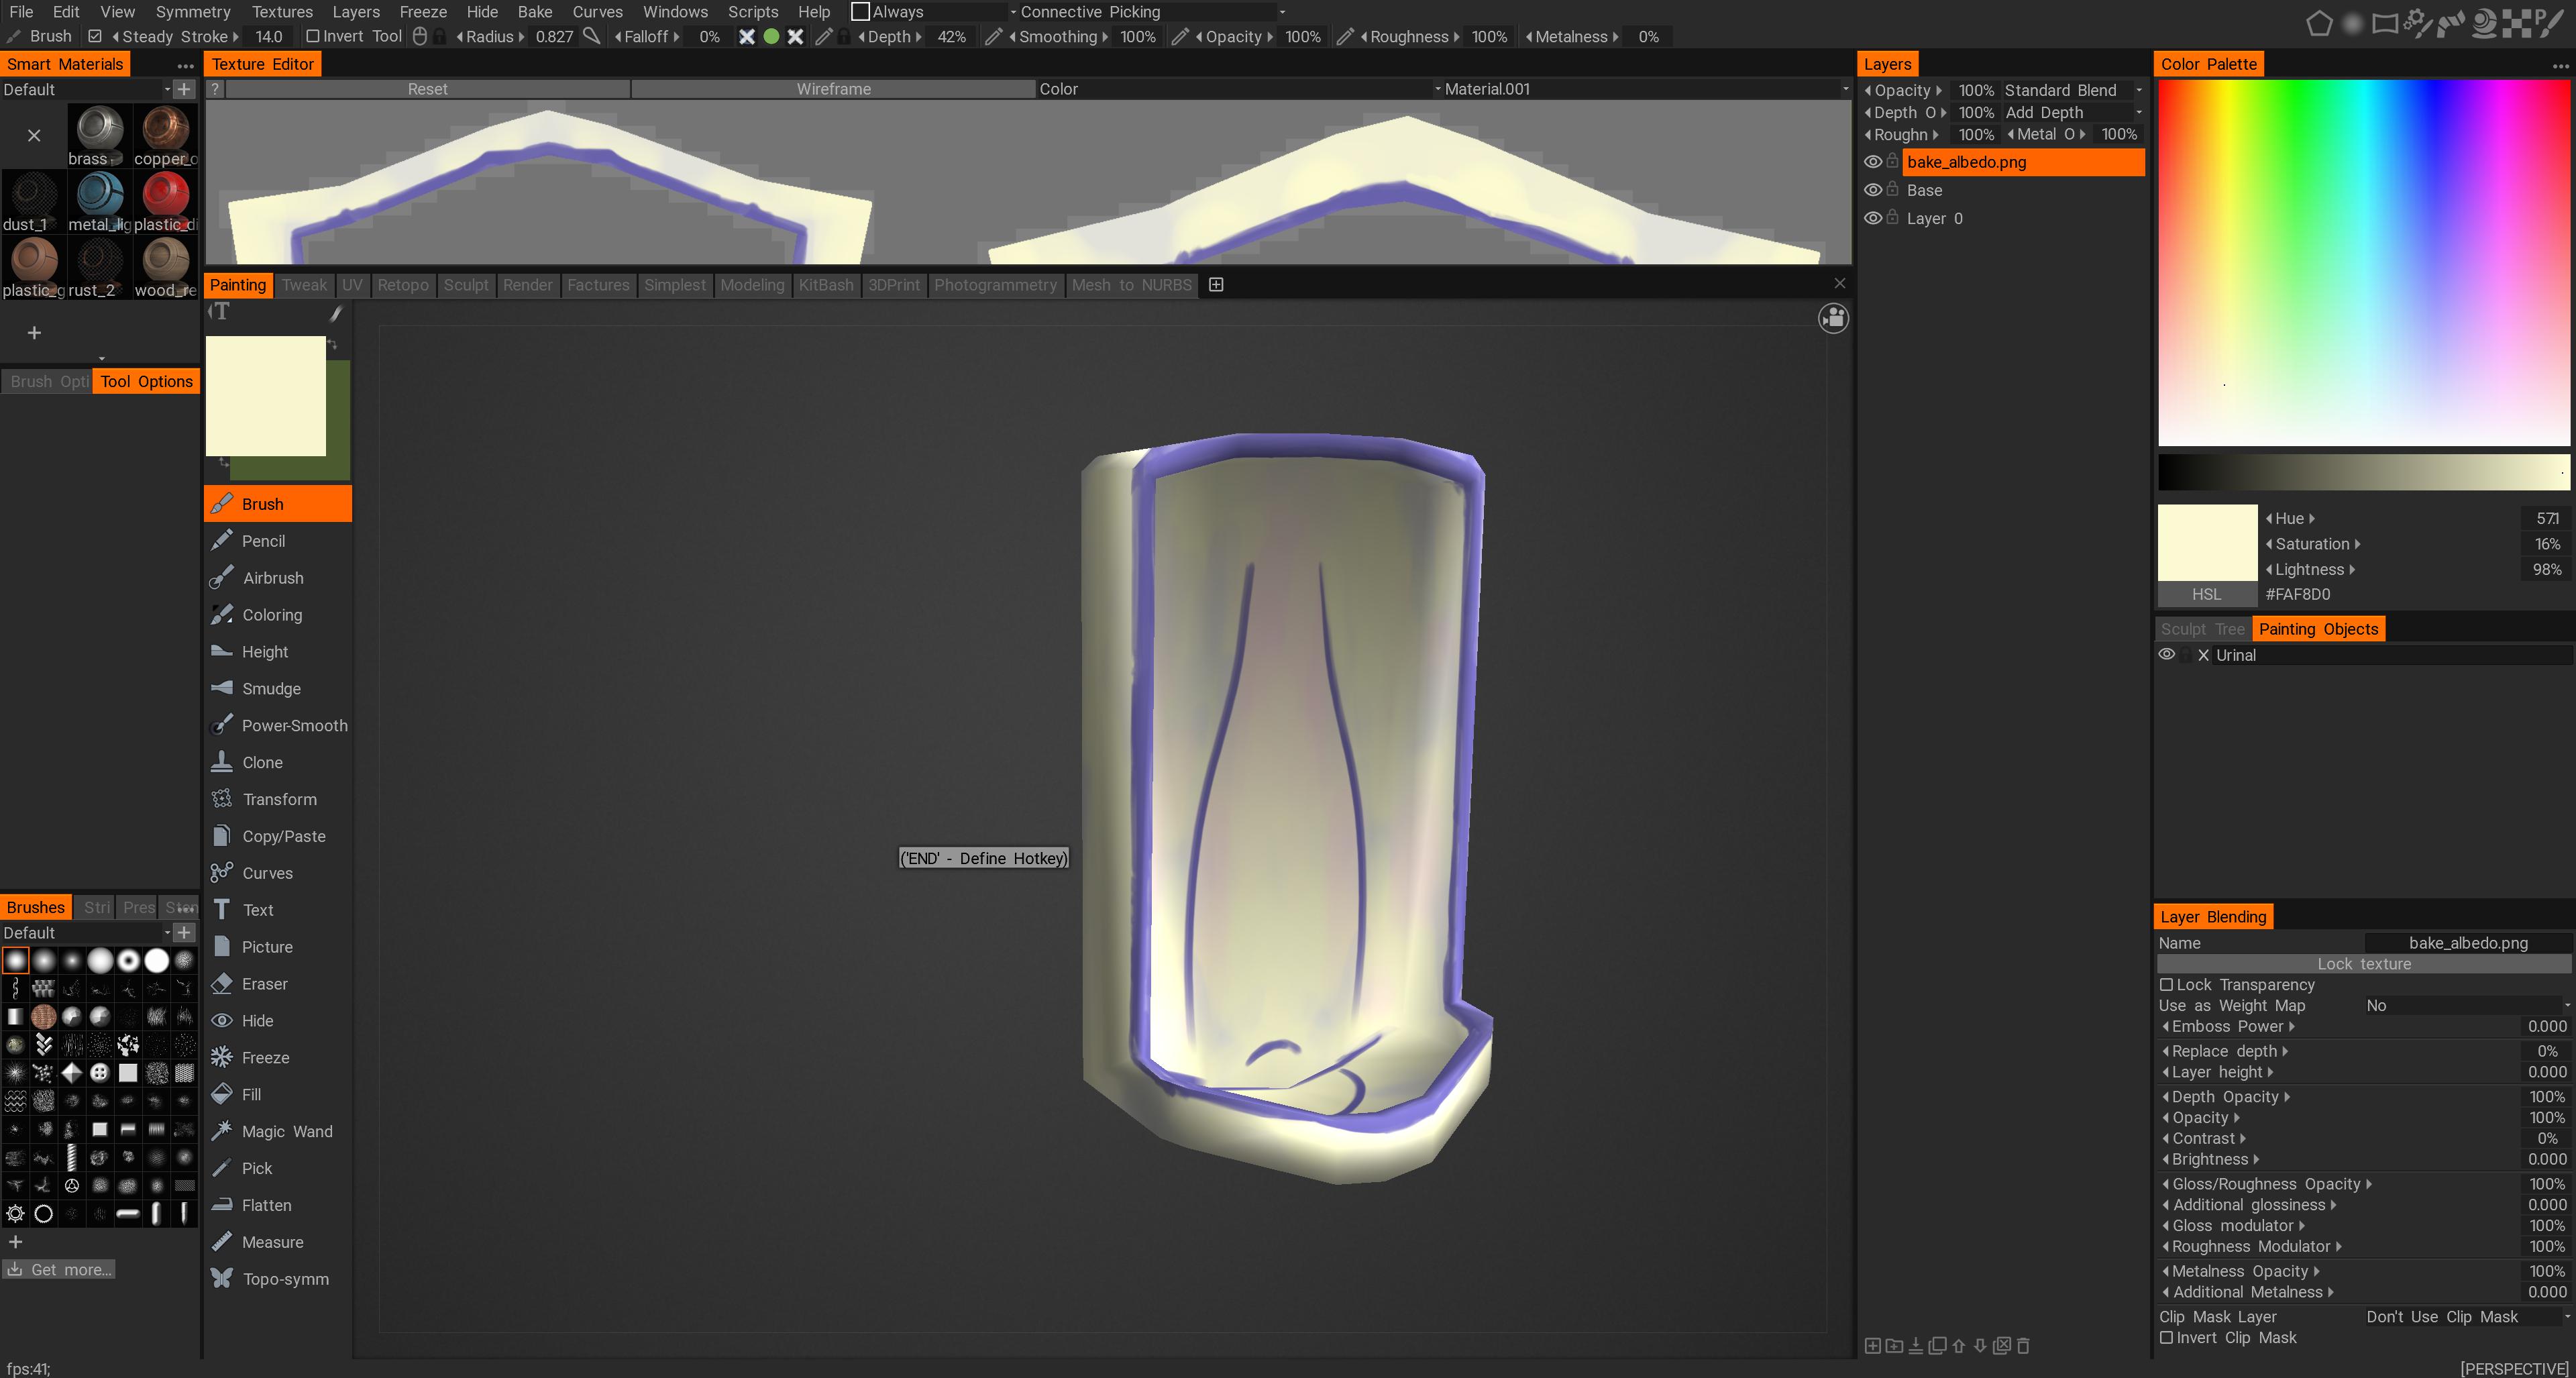 File Edit View Symmetry Textures Layers Freeze Hide Bake Curves Windows Scripts Help Always Connective Picking
Brush Steady Stroke 14.0 Invert Tool Radius 0.827 Falloff 0% Depth 42% Smoothing 100% Opacity 100% Roughness 100% Metalness 0%
Smart Materials
Default
brass
copper_o
dust_1
metal_lig
plastic_di
plastic_g
rust_2
wood_re
Brush Opti Tool Options
Texture Editor
? Reset Wireframe Color Material.001
Painting Tweak UV Retopo Sculpt Render Factures Simplest Modeling KitBash 3DPrint Photogrammetry Mesh to NURBS
Brush
Pencil
Airbrush
Coloring
Height
Smudge
Power-Smooth
Clone
Transform
Copy/Paste
Curves
Text
Picture
Eraser
Hide
Freeze
Fill
Magic Wand
Pick
Flatten
Measure
Topo-symm
('END' - Define Hotkey)
Brushes Stri Pres
Default
Get more...
fps:41;
Layers
Opacity 100% Standard Blend
Depth O 100% Add Depth
Roughn 100% Metal O 100%
bake_albedo.png
Base
Layer 0
Color Palette
Hue 57.1
Saturation 16%
Lightness 98%
HSL #FAF8D0
Sculpt Tree Painting Objects
X Urinal
Layer Blending
Name bake_albedo.png
Lock texture
Lock Transparency
Use as Weight Map No
Emboss Power 0.000
Replace depth 0%
Layer height 0.000
Depth Opacity 100%
Opacity 100%
Contrast 0%
Brightness 0.000
Gloss/Roughness Opacity 100%
Additional glossiness 0.000
Gloss modulator 100%
Roughness Modulator 100%
Metalness Opacity 100%
Additional Metalness 0.000
Clip Mask Layer Don't Use Clip Mask
Invert Clip Mask
[PERSPECTIVE]